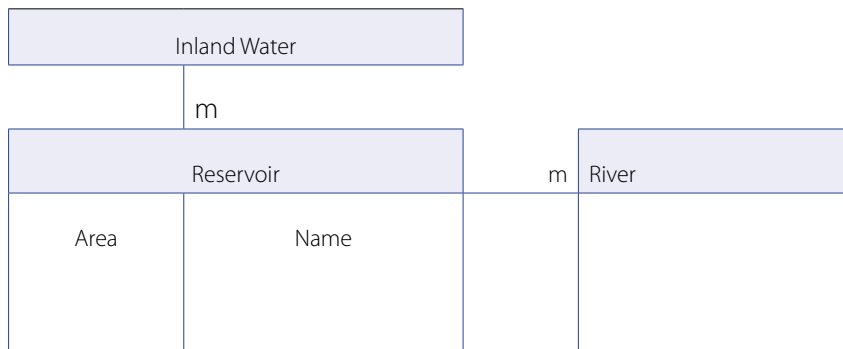 Inland Water
m
Reservoir
m
River
Area
Name